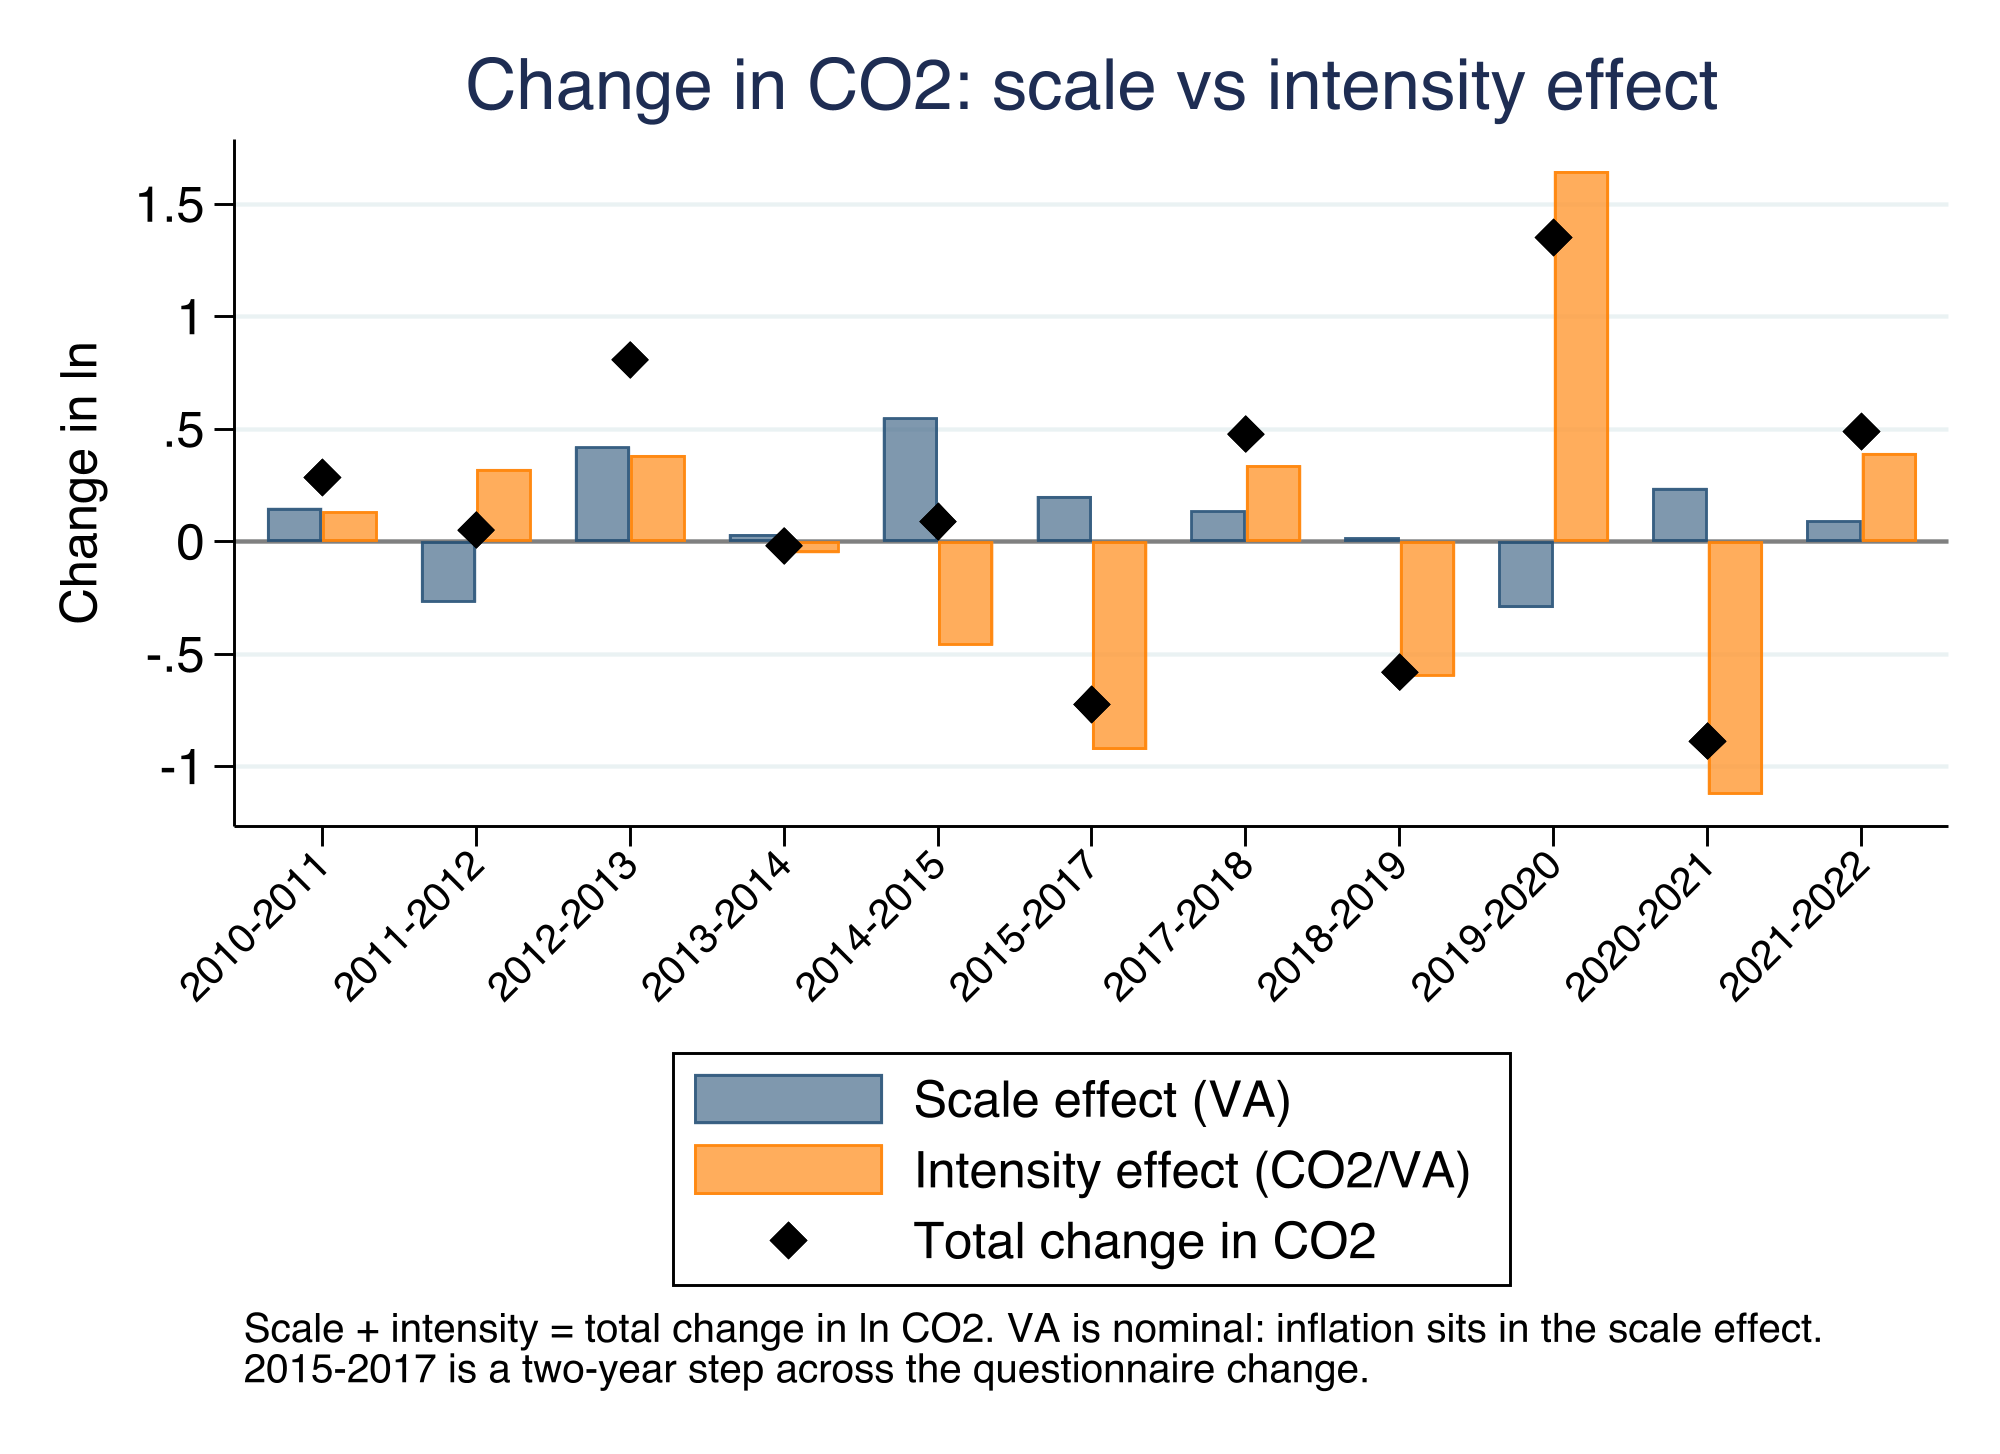 Change in CO2: scale vs intensity effect
Change in ln
1.5
1
.5
0
-.5
-1
2010-2011
2011-2012
2012-2013
2013-2014
2014-2015
2015-2017
2017-2018
2018-2019
2019-2020
2020-2021
2021-2022
Scale effect (VA)
Intensity effect (CO2/VA)
Total change in CO2
Scale + intensity = total change in ln CO2. VA is nominal: inflation sits in the scale effect.
2015-2017 is a two-year step across the questionnaire change.